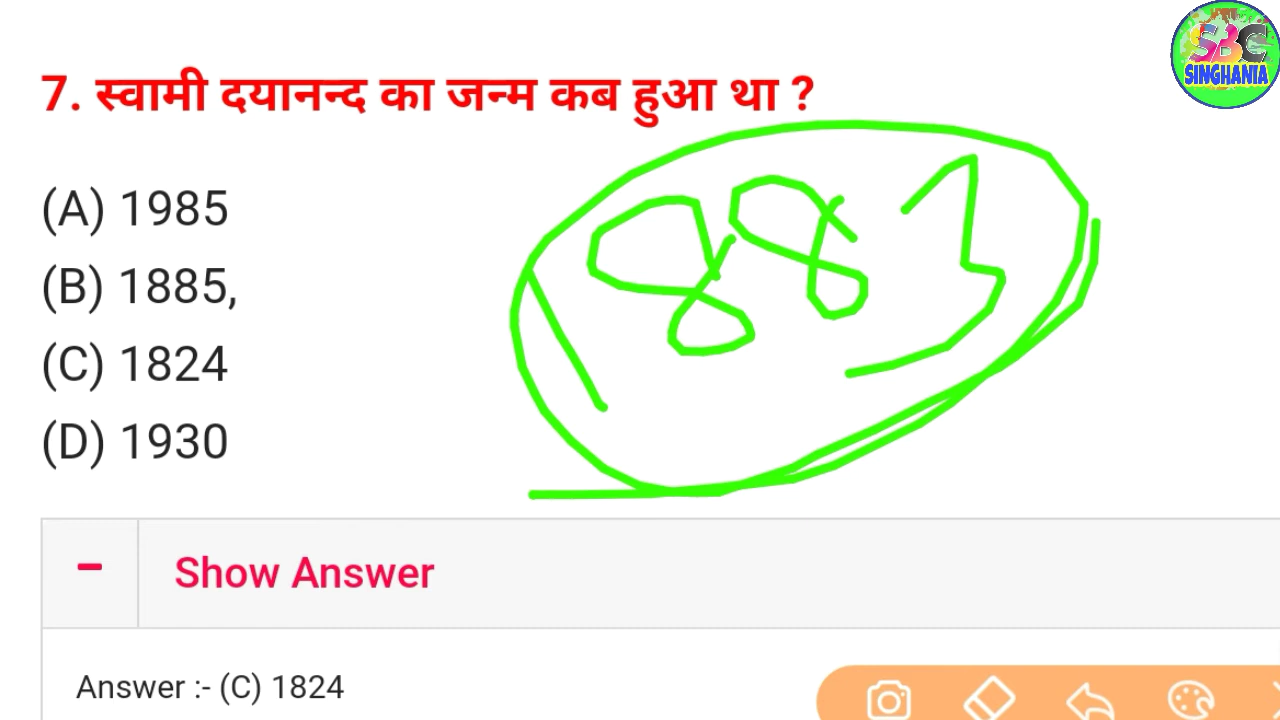 SBC
SINGHANIA
7. स्वामी दयानन्द का जन्म कब हुआ था ?
1883
(A) 1985
(B) 1885,
(C) 1824
(D) 1930
Show Answer
Answer :- (C) 1824